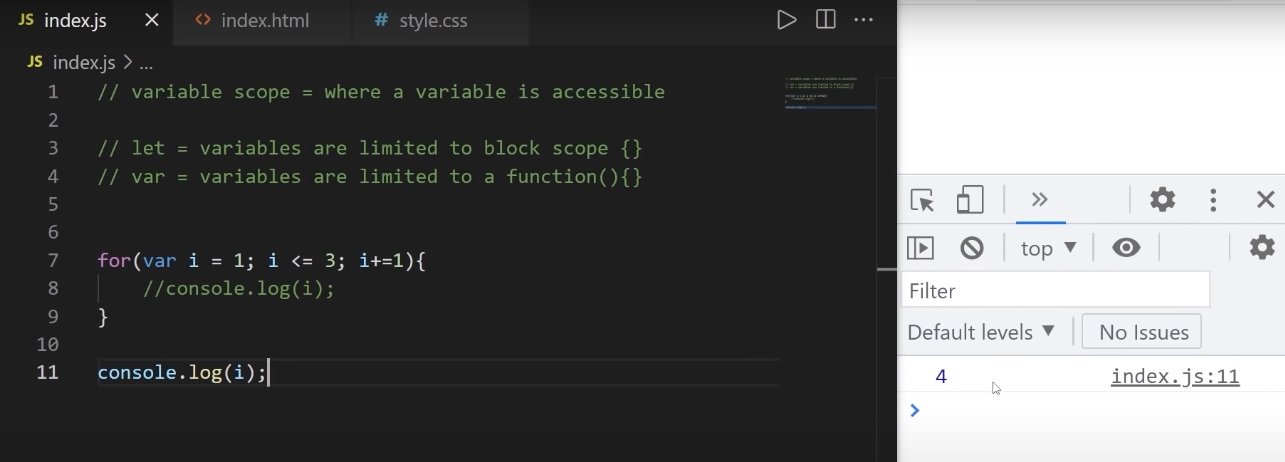 JS index.js
<> index.html
# style.css
JS index.js > ...
1 // variable scope = where a variable is accessible
2
3 // let = variables are limited to block scope {}
4 // var = variables are limited to a function(){}
5
6
7 for(var i = 1; i <= 3; i+=1){
8 //console.log(i);
9 }
10
11 console.log(i);
top
Filter
Default levels
No Issues
4 index.js:11